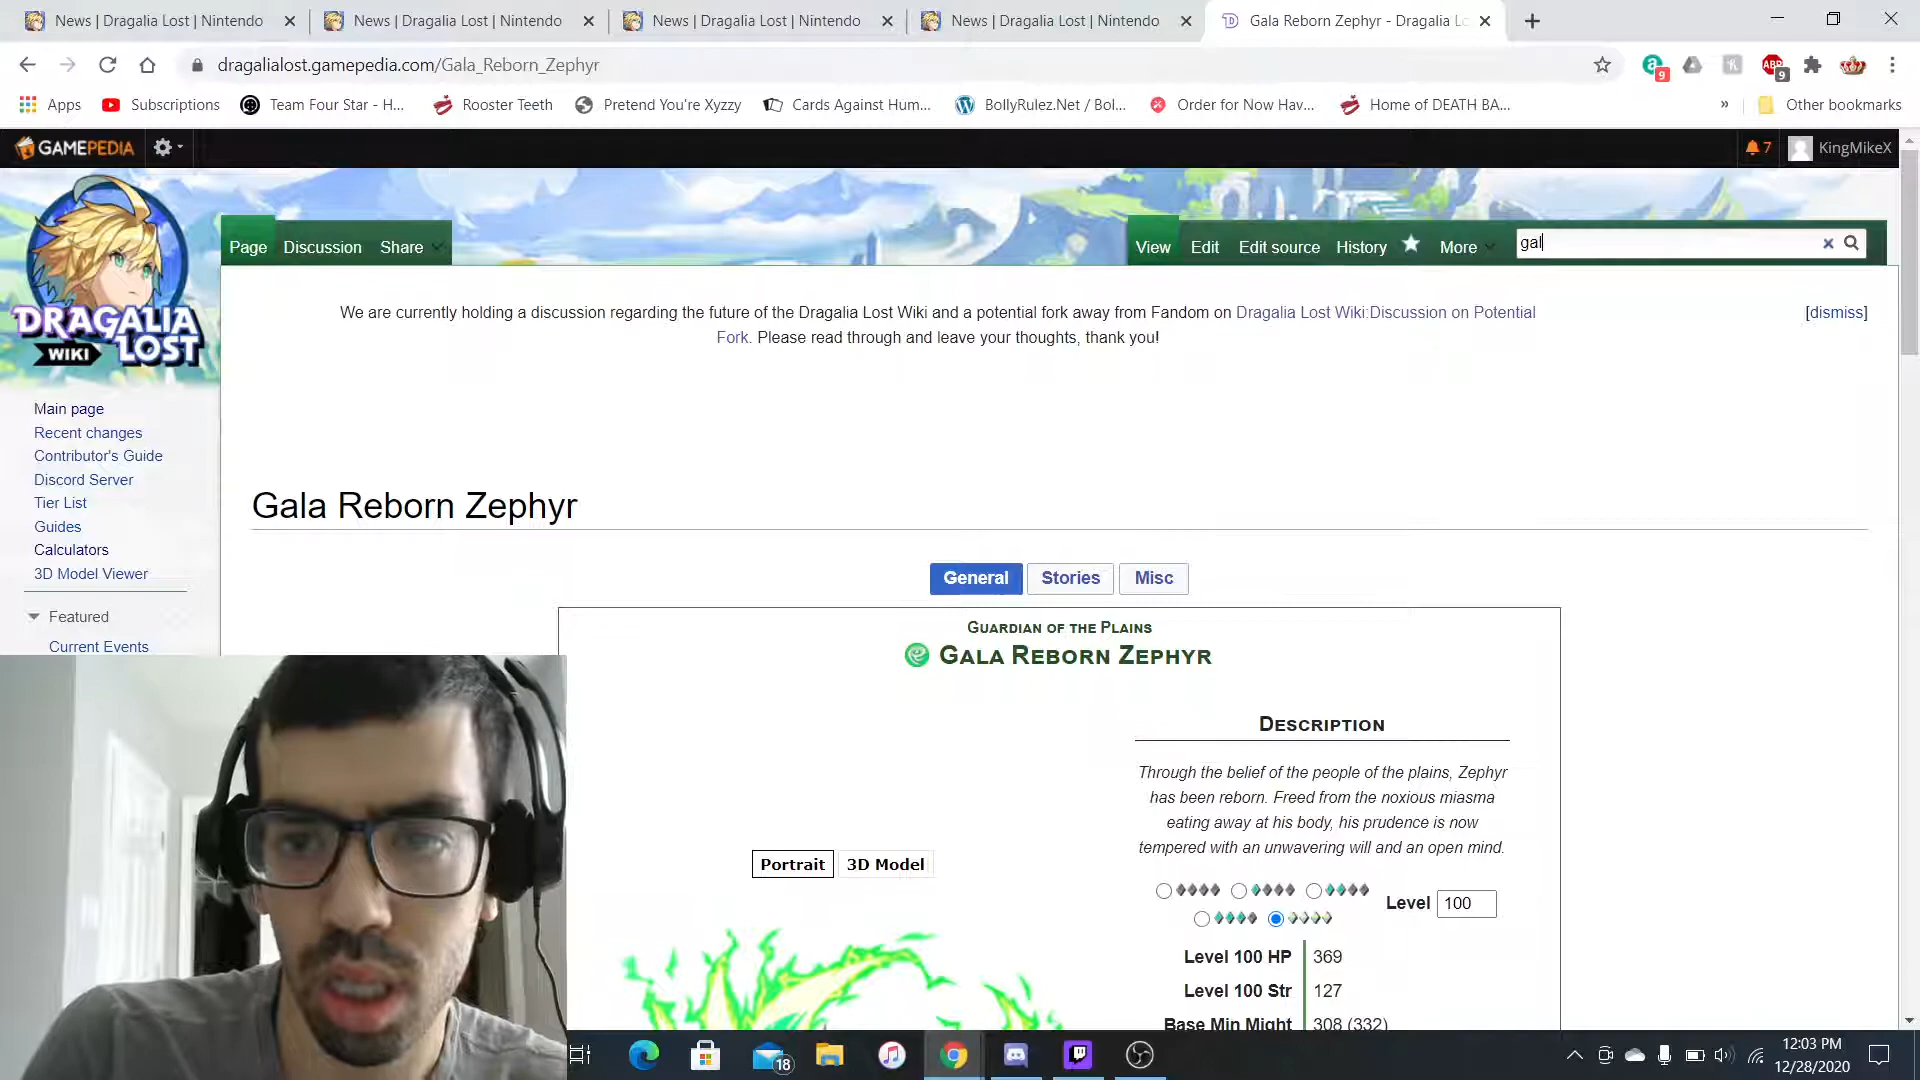 News | Dragalia Lost | Nintendo
News | Dragalia Lost | Nintendo
News | Dragalia Lost | Nintendo
News | Dragalia Lost | Nintendo
Gala Reborn Zephyr - Dragalia Lo
dragalialost.gamepedia.com/Gala_Reborn_Zephyr
9
ABP
9
Apps
Subscriptions
Team Four Star - H...
Rooster Teeth
Pretend You're Xyzzy
Cards Against Hum...
BollyRulez.Net / Bol...
Order for Now Hav...
Home of DEATH BA...
»
Other bookmarks
GAMEPEDIA
7
KingMikeX
DRAGALIA
LOST
WIKI
Page
Discussion
Share
View
Edit
Edit source
History
More
gal
We are currently holding a discussion regarding the future of the Dragalia Lost Wiki and a potential fork away from Fandom on Dragalia Lost Wiki:Discussion on Potential
Fork. Please read through and leave your thoughts, thank you!
[dismiss]
Main page
Recent changes
Contributor's Guide
Discord Server
Tier List
Guides
Calculators
3D Model Viewer
Featured
Current Events
Gala Reborn Zephyr
General
Stories
Misc
Guardian of the Plains
Gala Reborn Zephyr
Description
Through the belief of the people of the plains, Zephyr
has been reborn. Freed from the noxious miasma
eating away at his body, his prudence is now
tempered with an unwavering will and an open mind.
Portrait
3D Model
Level 100
Level 100 HP 369
Level 100 Str 127
Base Min Might 308 (332)
18
12:03 PM
12/28/2020